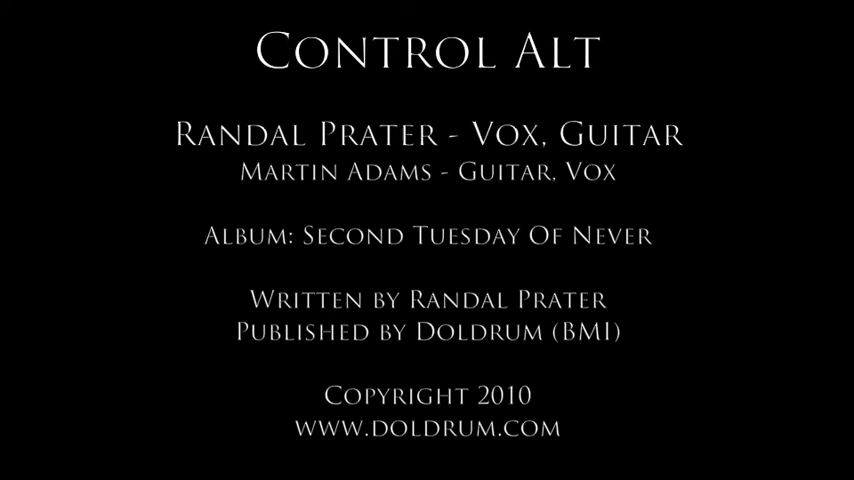 Control Alt
Randal Prater - Vox, Guitar
Martin Adams - Guitar, Vox
Album: Second Tuesday Of Never
Written by Randal Prater
Published by Doldrum (BMI)
Copyright 2010
www.doldrum.com